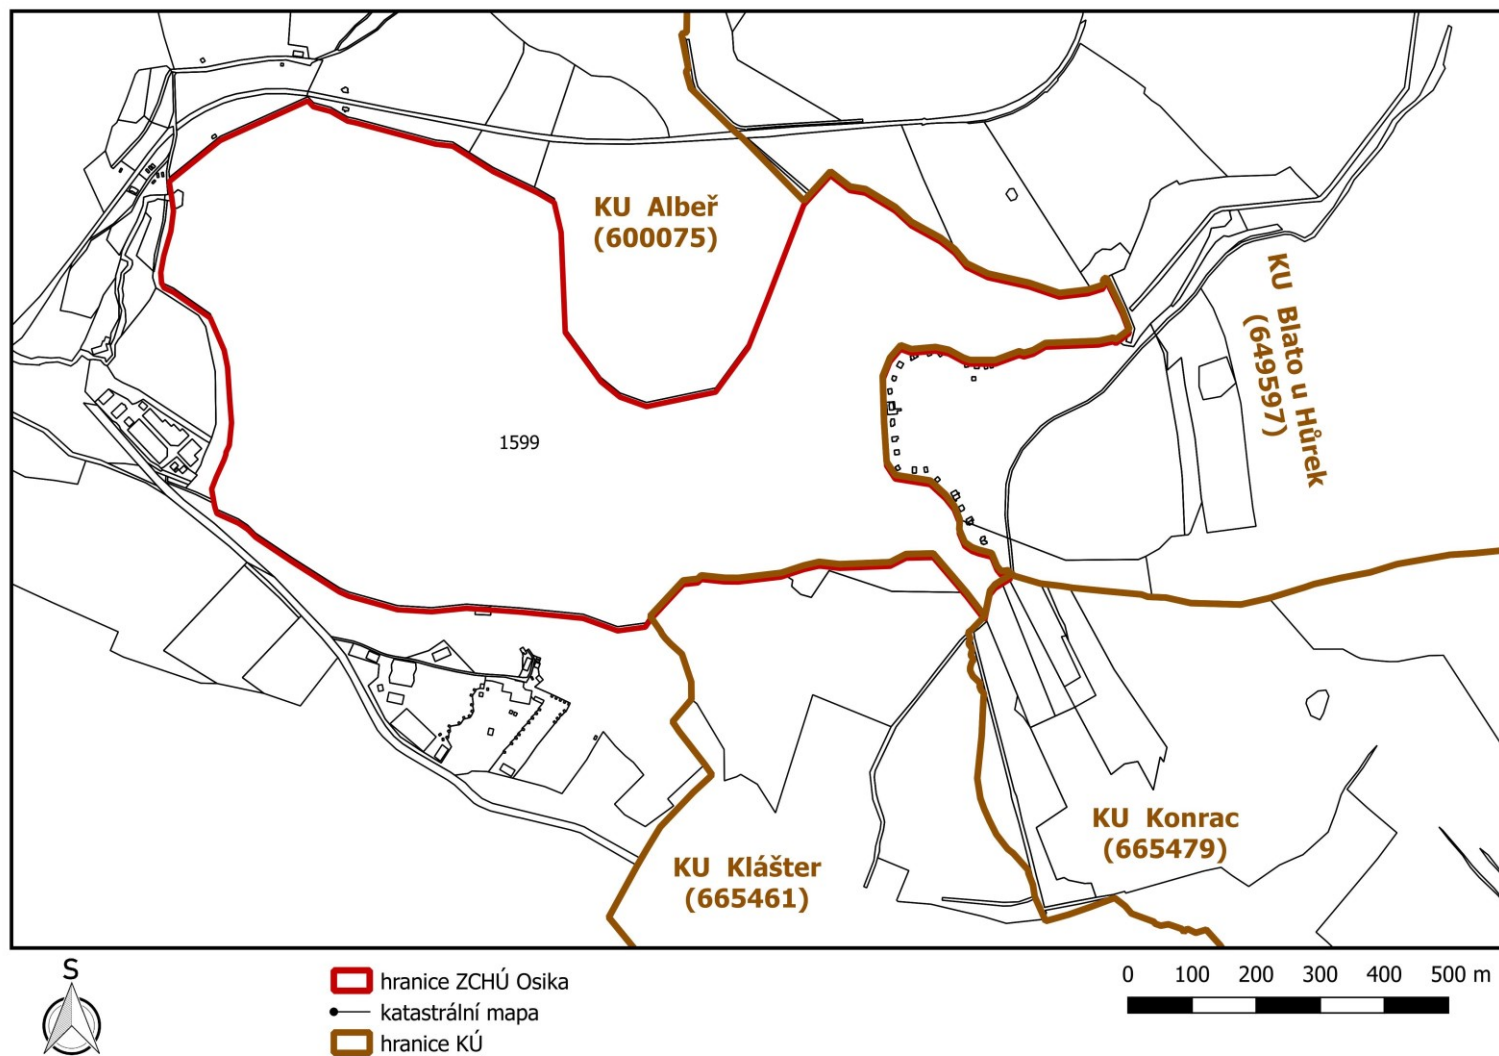 KU Albeř
(600075)
KU Blato u Hůrek
(649597)
1599
KU Konrac
(665479)
KU Klášter
(665461)
S
hranice ZCHÚ Osika
katastrální mapa
hranice KÚ
0 100 200 300 400 500 m